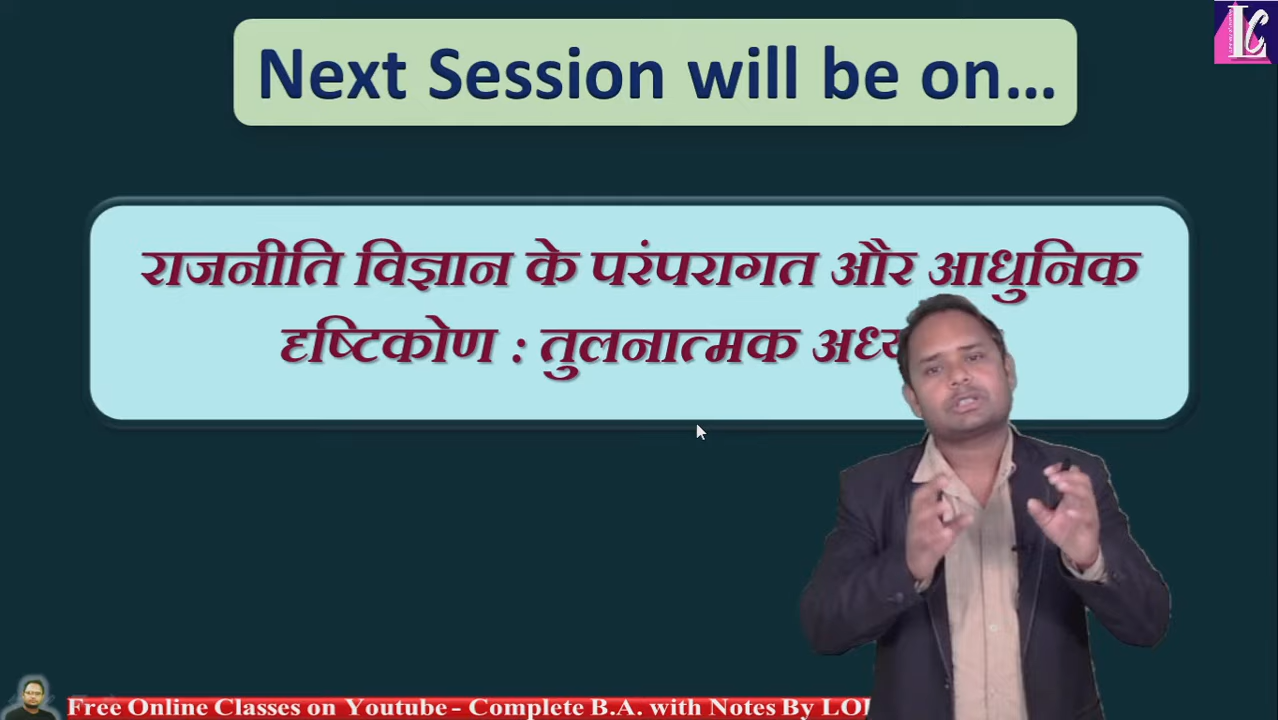 Next Session will be on...
राजनीति विज्ञान के परंपरागत और आधुनिक
दृष्टिकोण : तुलनात्मक
LC
Free Online Classes on Youtube - Complete B.A. with Notes By